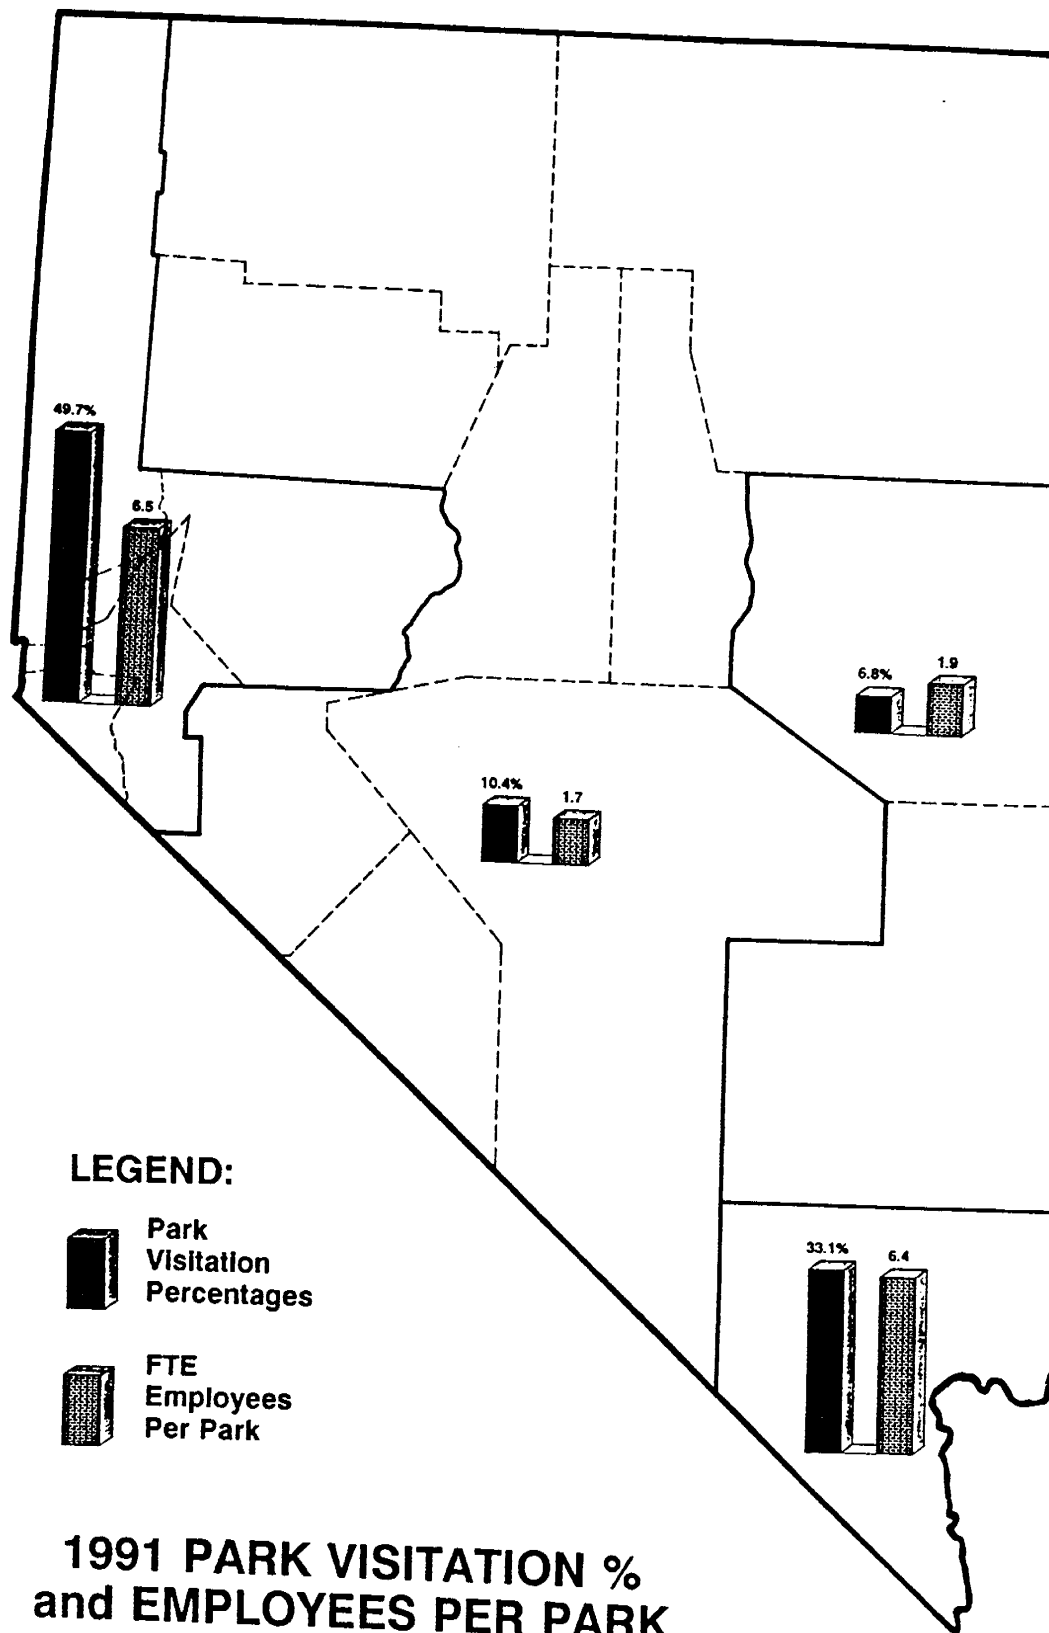 49.7%
6.5
6.8%
1.9
10.4%
1.7
LEGEND:
Park
Visitation
Percentages
33.1%
6.4
FTE
Employees
Per Park
1991 PARK VISITATION %
and EMPLOYEES PER PARK